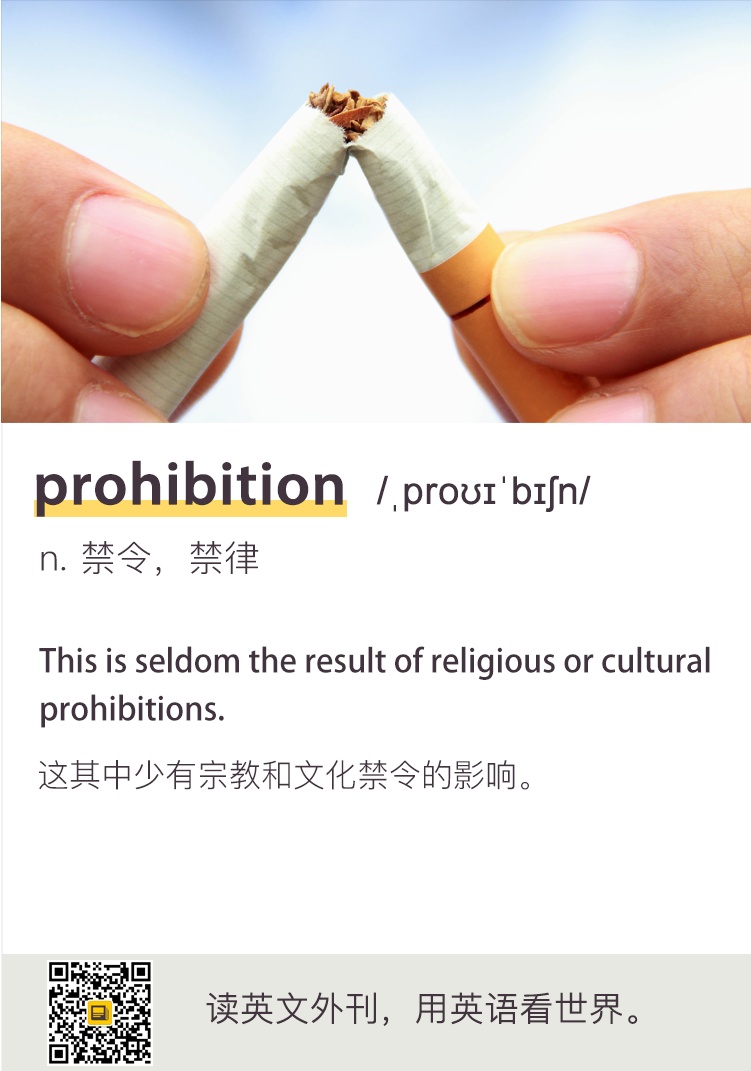 prohibition /ˌproʊɪˈbɪʃn/
n. 禁令，禁律
This is seldom the result of religious or cultural
prohibitions.
这其中少有宗教和文化禁令的影响。
读英文外刊，用英语看世界。